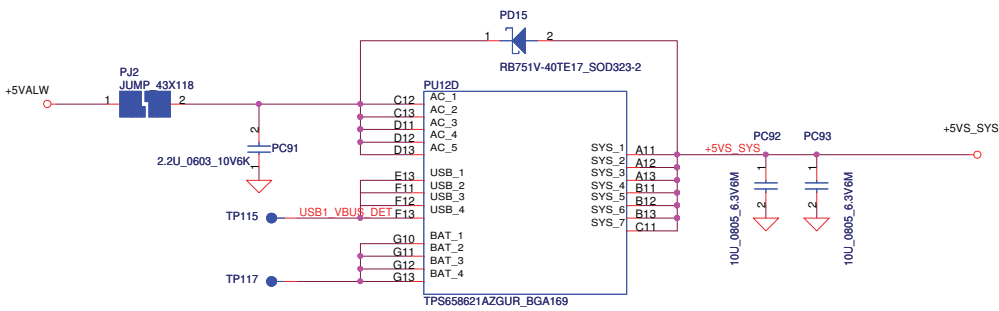 PD15
1
2
RB751V-40TE17_SOD323-2
PJ2
JUMP_43X118
+5VALW
1
2
PU12D
C12
AC_1
C13
AC_2
D11
AC_3
D12
AC_4
D13
AC_5
2
PC91
2.2U_0603_10V6K
1
E13
USB_1
F11
USB_2
F12
USB_3
F13
USB_4
TP115
USB1_VBUS_DET
G10
BAT_1
G11
BAT_2
G12
BAT_3
G13
BAT_4
TP117
TPS658621AZGUR_BGA169
SYS_1
A11
SYS_2
A12
SYS_3
A13
SYS_4
B11
SYS_5
B12
SYS_6
B13
SYS_7
C11
+5VS_SYS
PC92
PC93
+5VS_SYS
1
2
10U_0805_6.3V6M
1
2
10U_0805_6.3V6M